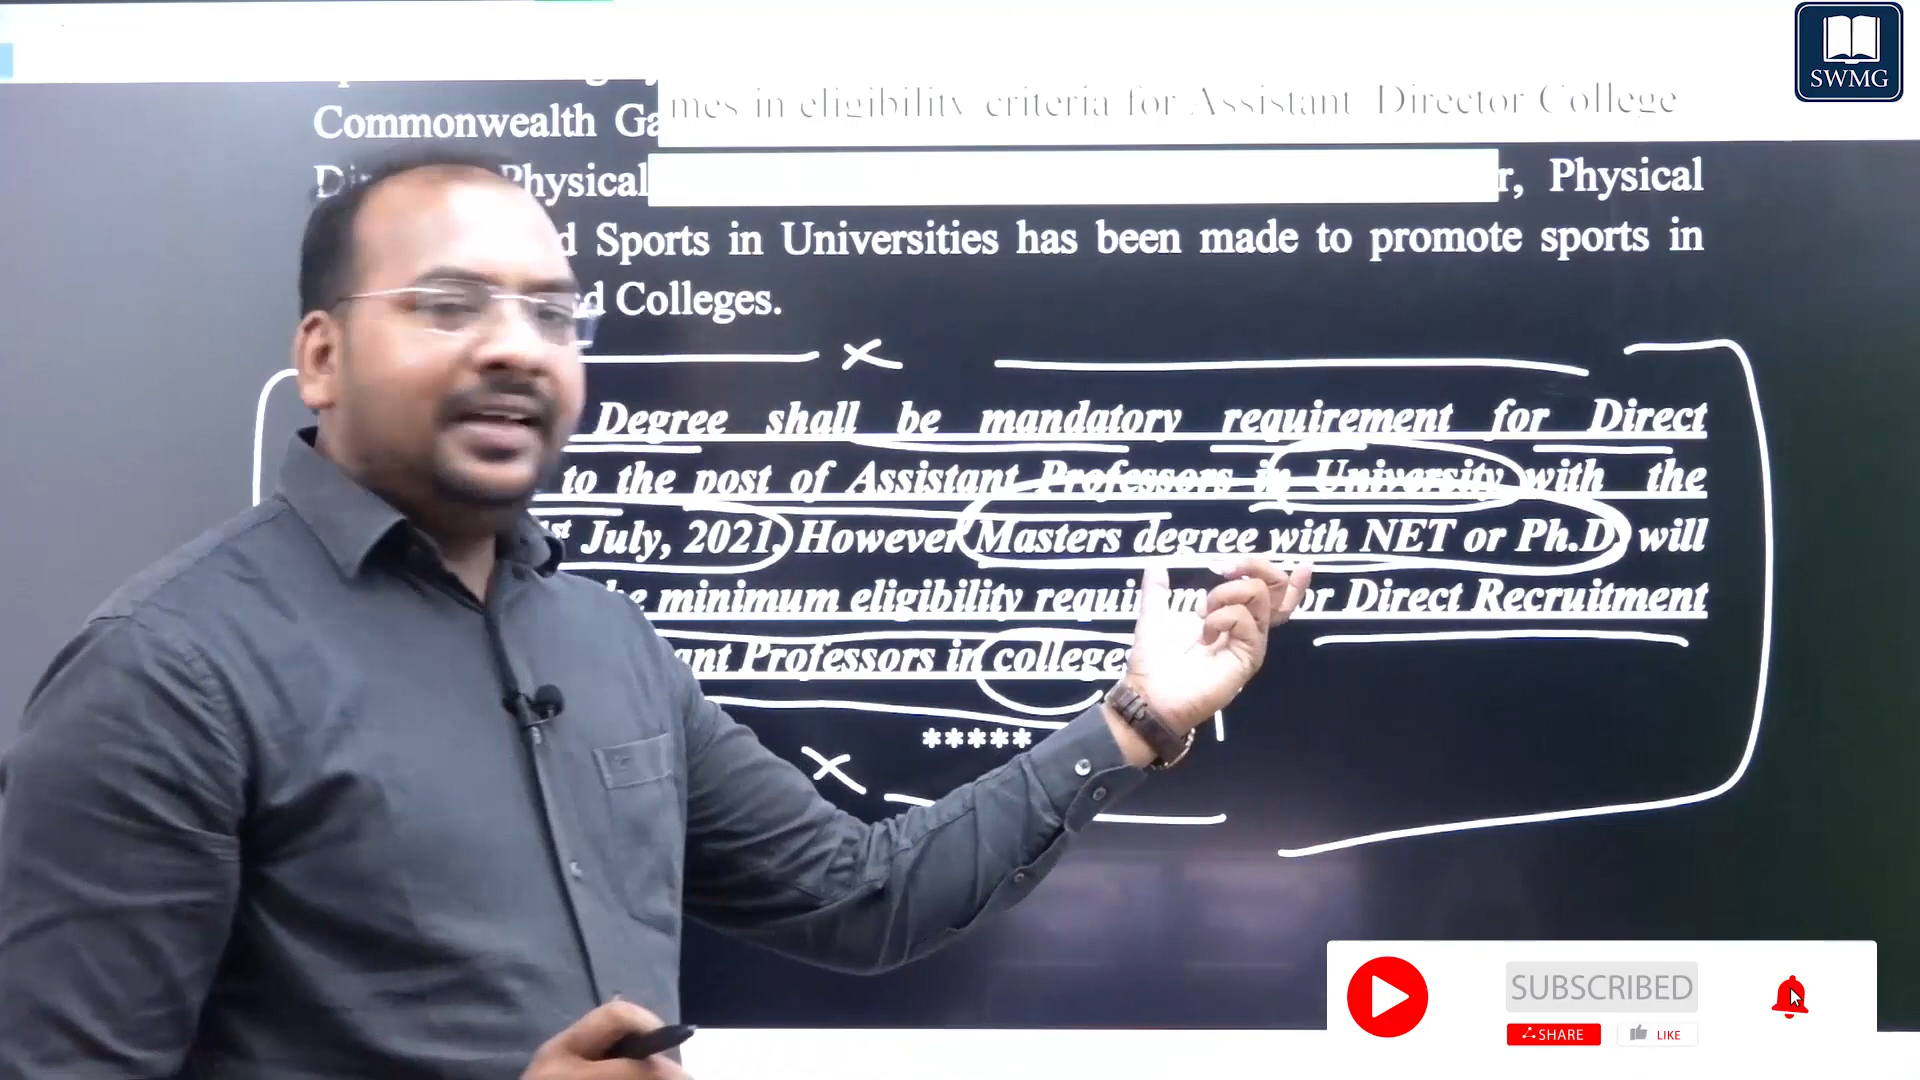 SWMG
mes in eligibility criteria for Assistant Director College
Commonwealth Ga
Physical r, Physical
d Sports in Universities has been made to promote sports in
d Colleges.
Degree shall be mandatory requirement for Direct
to the post of Assistant Professors in University with the
1st July, 2021. However Masters degree with NET or Ph.D. will
minimum eligibility or Direct Recruitment
Professors in colleges
*****
SUBSCRIBED
SHARE LIKE